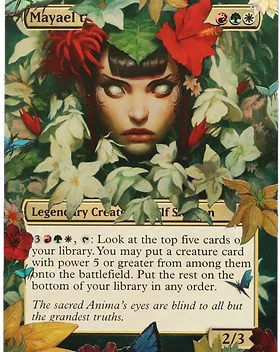 Mayael t
Legendary Creat lf S n
3 : Look at the top five cards o
your library. You may put a creature card
with power 5 or greater from among them
onto the battlefield. Put the rest on the
bottom of your library in any order.
The sacred Anima's eyes are blind to all but
the grandest truths.
2/3